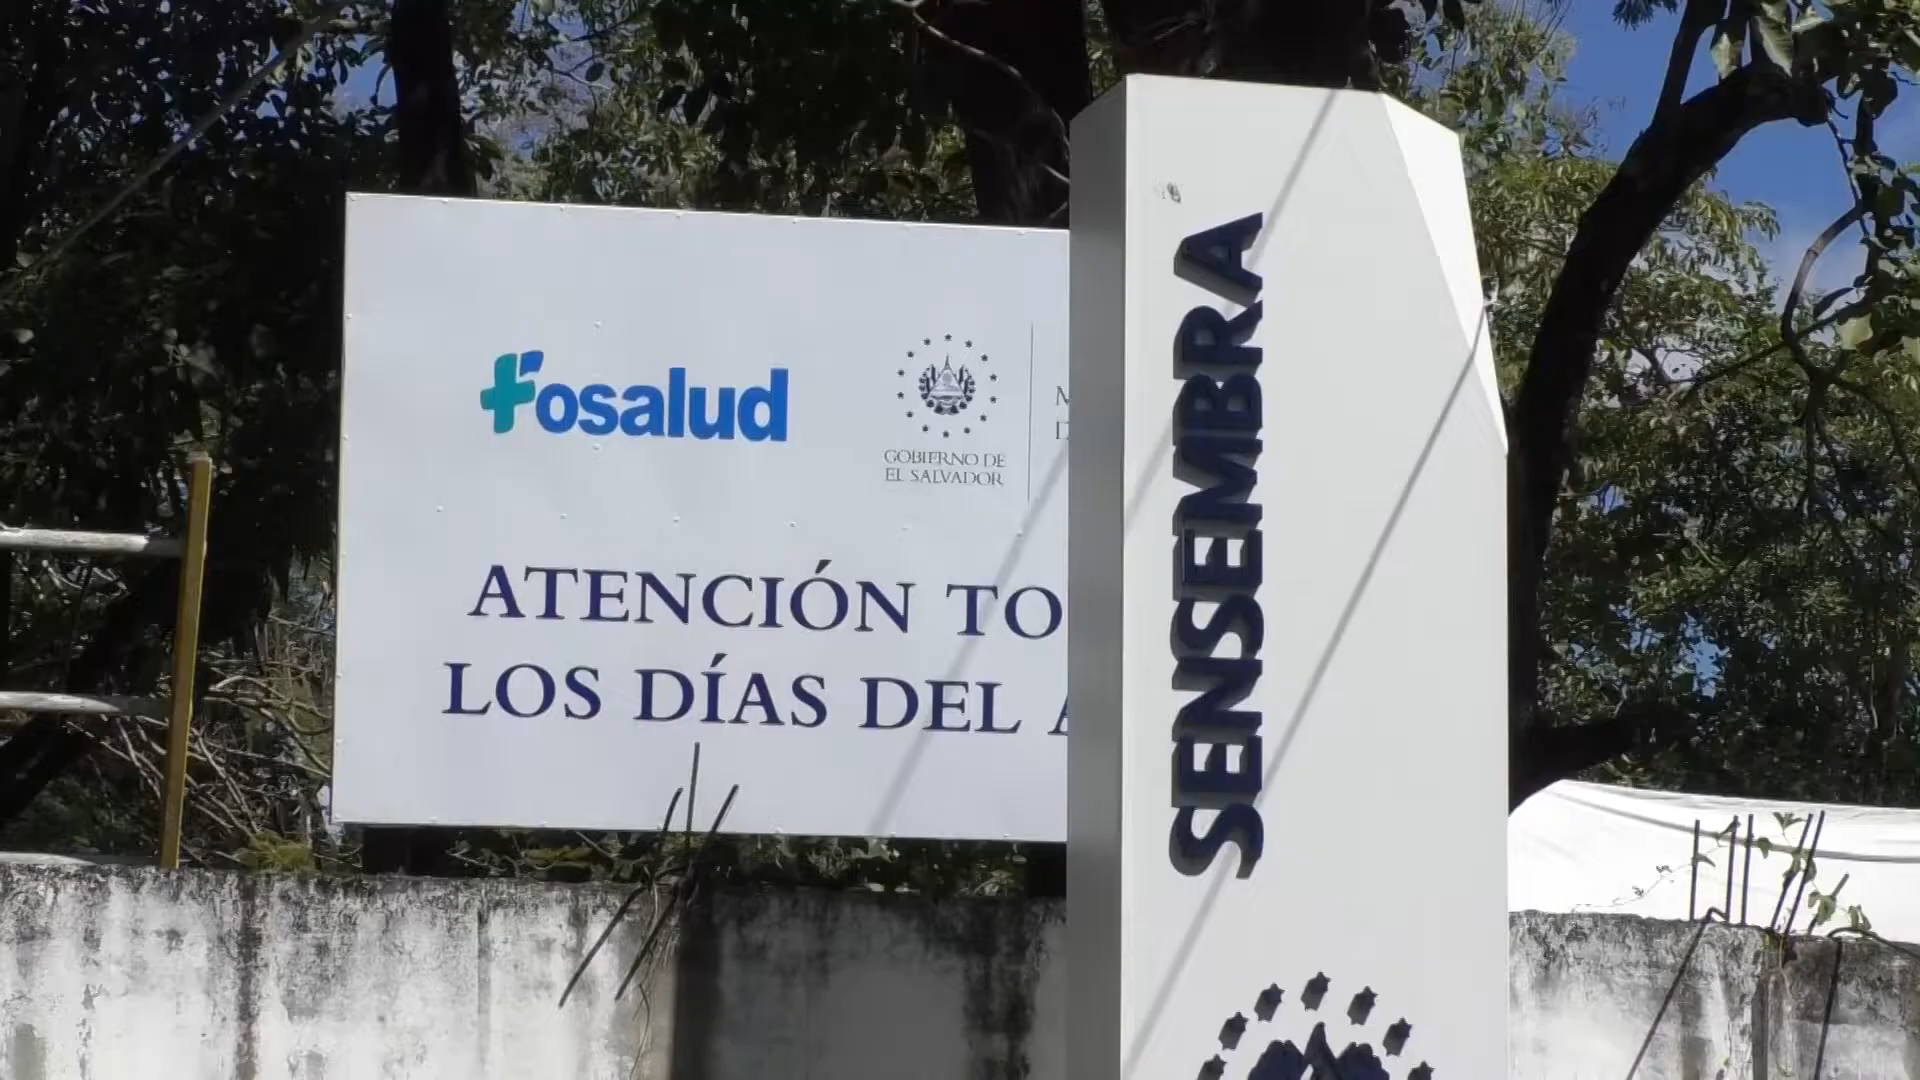 Fosalud
GOBIERNO DE
EL SALVADOR
ATENCIÓN TO
LOS DÍAS DEL
SENSEMBRA